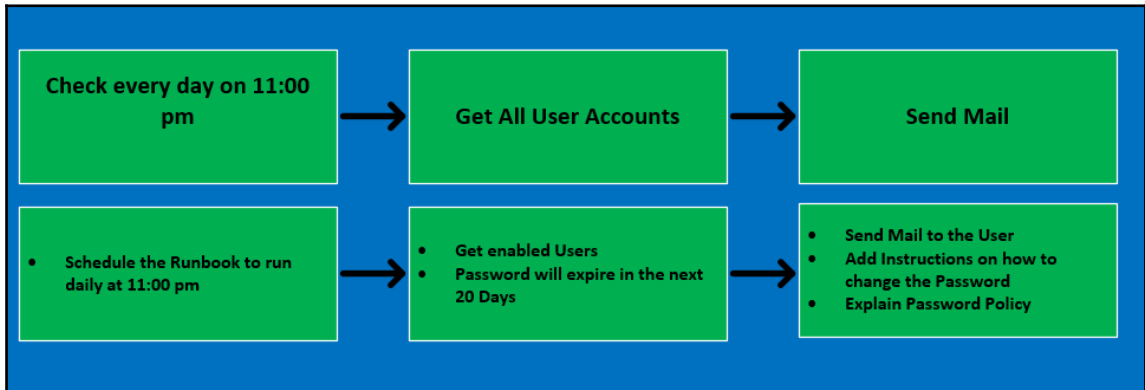 Check every day on 11:00
pm
Get All User Accounts
Send Mail
• Schedule the Runbook to run
daily at 11:00 pm
• Get enabled Users
• Password will expire in the next
20 Days
• Send Mail to the User
• Add Instructions on how to
change the Password
• Explain Password Policy